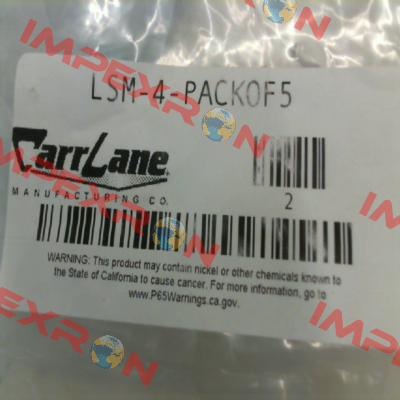 LSM-4-PACKOF5
CarrLane
MANUFACTURING CO.
2
WARNING: This product may contain nickel or other chemicals known to
the State of California to cause cancer. For more information, go to
www.P65Warnings.ca.gov.
IMPEXRON
IMPEXRON
IMPEXRON
IMPEXRON